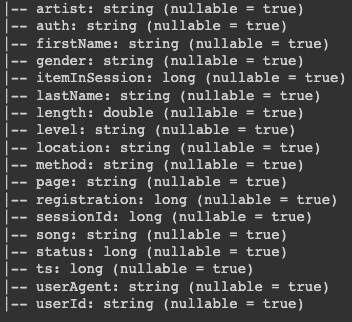 |-- artist: string (nullable = true)
|-- auth: string (nullable = true)
|-- firstName: string (nullable = true)
|-- gender: string (nullable = true)
|-- itemInSession: long (nullable = true)
|-- lastName: string (nullable = true)
|-- length: double (nullable = true)
|-- level: string (nullable = true)
|-- location: string (nullable = true)
|-- method: string (nullable = true)
|-- page: string (nullable = true)
|-- registration: long (nullable = true)
|-- sessionId: long (nullable = true)
|-- song: string (nullable = true)
|-- status: long (nullable = true)
|-- ts: long (nullable = true)
|-- userAgent: string (nullable = true)
|-- userId: string (nullable = true)